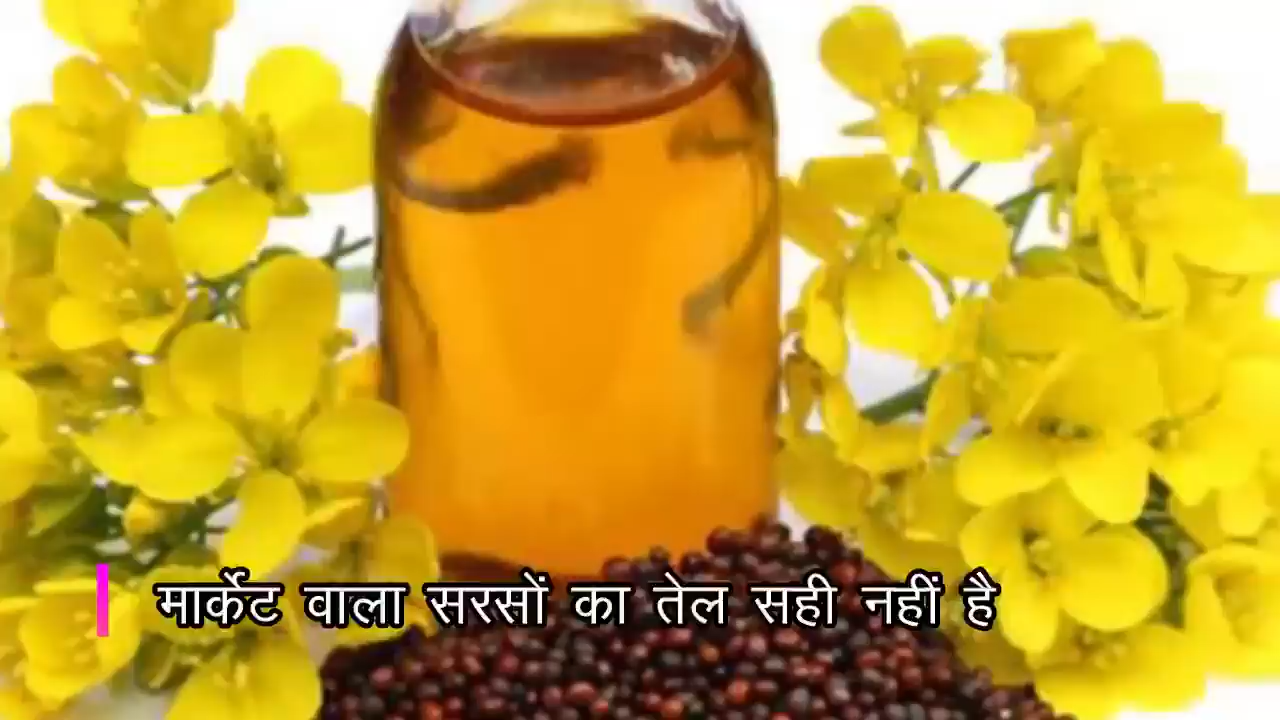 मार्केट वाला सरसों का तेल सही नहीं है